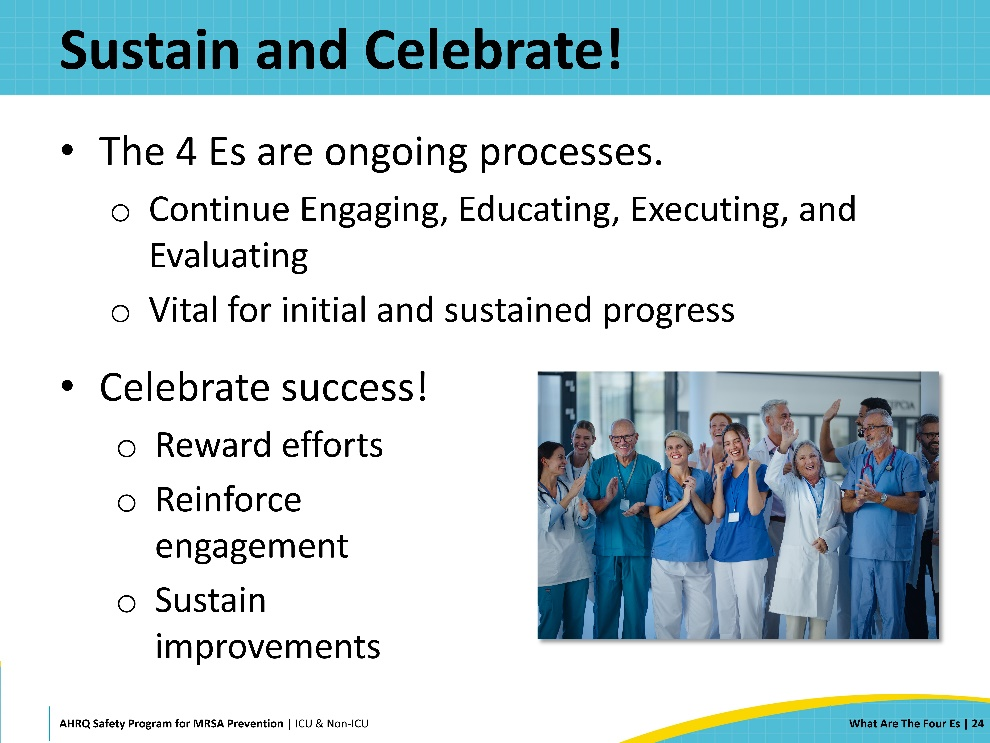 Sustain and Celebrate!
• The 4 Es are ongoing processes.
o Continue Engaging, Educating, Executing, and
Evaluating
o Vital for initial and sustained progress
• Celebrate success!
o Reward efforts
o Reinforce
engagement
o Sustain
improvements
AHRQ Safety Program for MRSA Prevention | ICU & Non-ICU
What Are The Four Es | 24